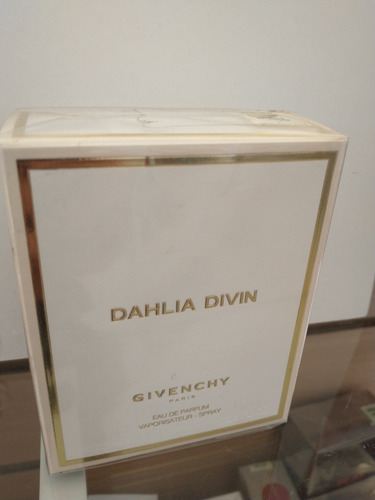 DAHLIA DIVIN
GIVENCHY
PARIS
EAU DE PARFUM
VAPORISATEUR - SPRAY